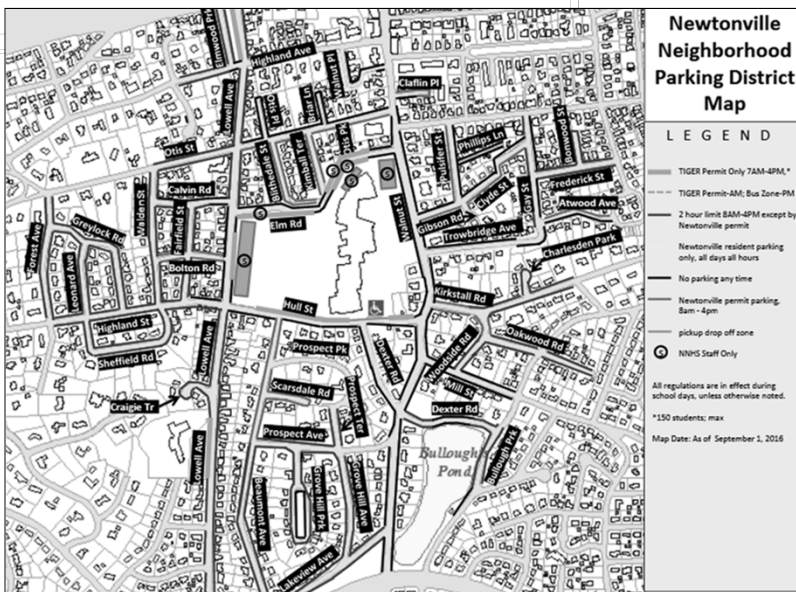 Newtonville
Neighborhood
Parking District
Map
L E G E N D
TIGER Permit Only 7AM-4PM,*
TIGER Permit-AM; Bus Zone-PM
2 hour limit 8AM-4PM except by
Newtonville permit
Newtonville resident parking
only, all days all hours
No parking any time
Newtonville permit parking,
8am - 4pm
pickup drop off zone
S NNHS Staff Only
All regulations are in effect during
school days, unless otherwise noted.
*150 students; max
Map Date: As of September 1, 2016
Elmwood Pk
Highland Ave
Walnut Pl
Claflin Pl
Lowell Ave
Briar Ln
Otis St
Otis Pk
Birthdale St
Kimball Ter
Pulsifer St
Phillips Ln
Bonwood St
Calvin Rd
Walden St
Fairfield St
Clyde St
Gay St
Frederick St
Atwood Ave
Walnut St
Gibson Rd
Trowbridge Ave
Elm Rd
Greylock Rd
Forest Ave
Leonard Ave
Charlesden Park
Bolton Rd
Kirkstall Rd
Hull St
Highland St
Sheffield Rd
Lowell Ave
Prospect Pk
Dexter Rd
Woodside Rd
Oakwood Rd
Scarsdale Rd
Prospect Ter
Mill St
Craigie Tr
Dexter Rd
Prospect Ave
Lowell Ave
Bullough's
Pond
Bullough Prk
Beaumont Ave
Grove Hill Prk
Grove Hill Ave
Lakeview Ave
S
S
S
S
S
S